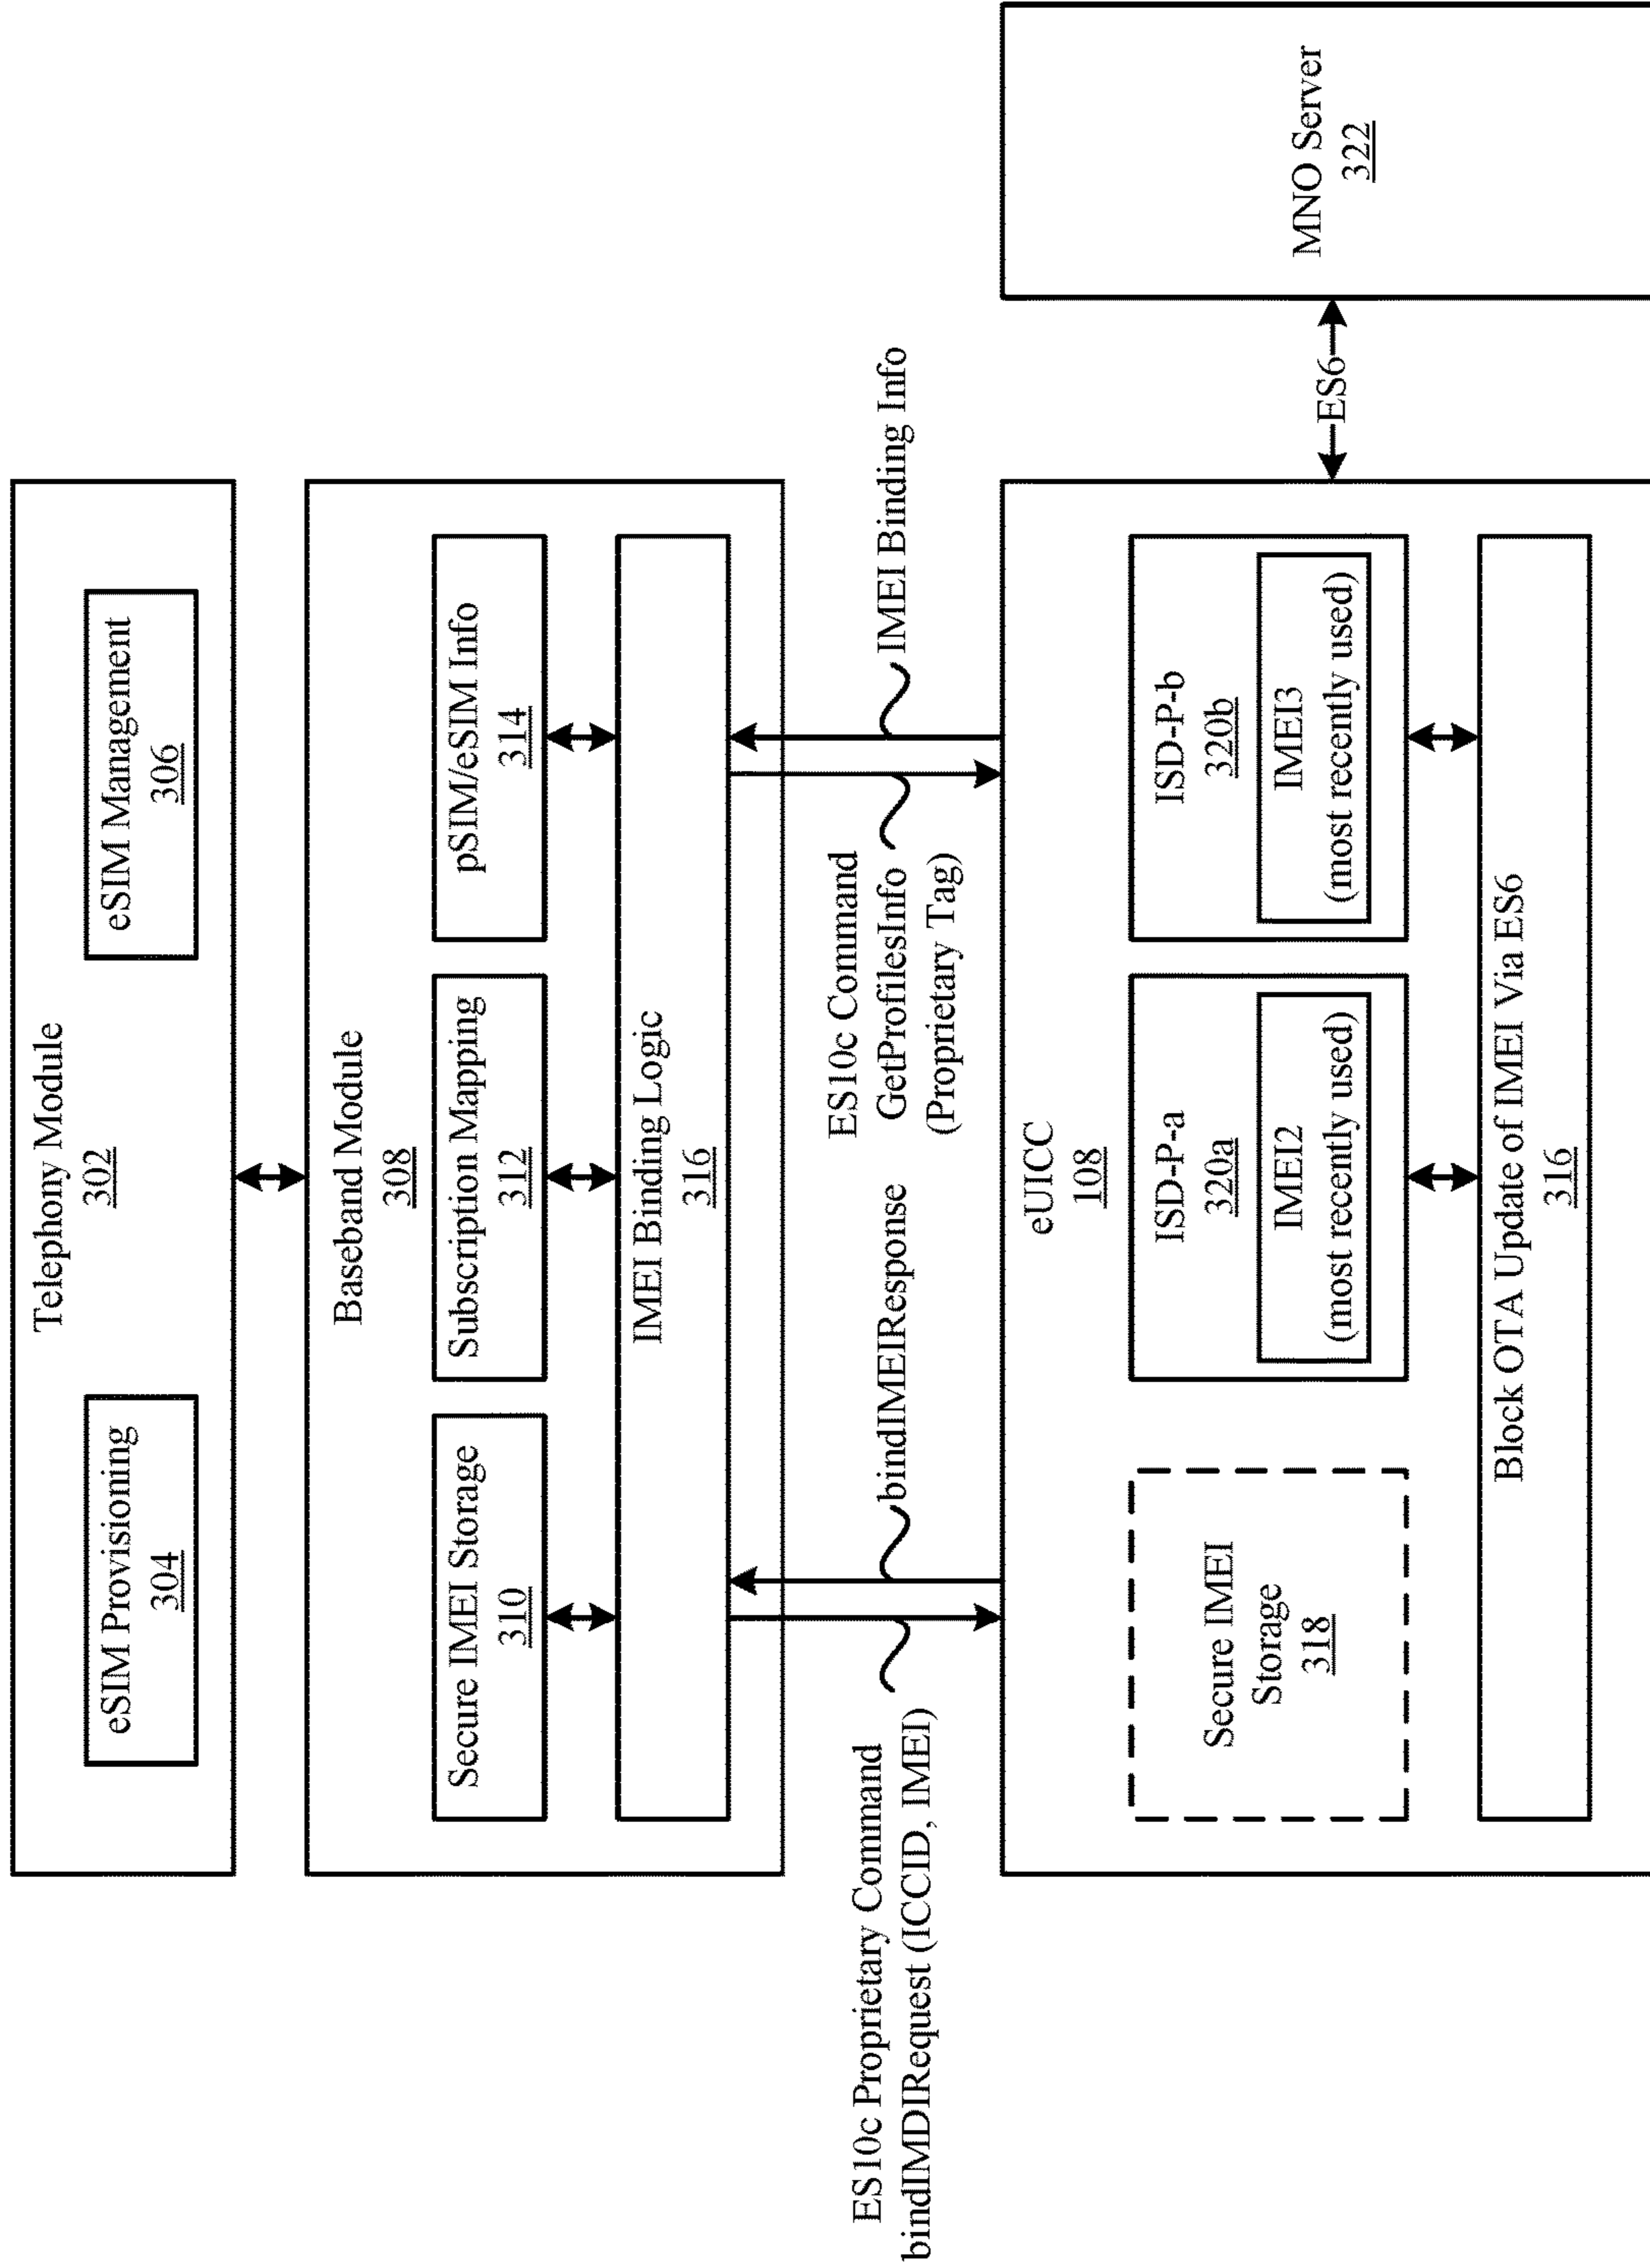 Telephony Module
302
eSIM Provisioning
304
eSIM Management
306
Baseband Module
308
Secure IMEI Storage
310
Subscription Mapping
312
pSIM/eSIM Info
314
IMEI Binding Logic
316
ES10c Proprietary Command
bindIMDIRequest (ICCID, IMEI)
bindIMEIResponse
ES10c Command
GetProfilesInfo
(Proprietary Tag)
IMEI Binding Info
eUICC
108
Secure IMEI
Storage
318
ISD-P-a
320a
IMEI2
(most recently used)
ISD-P-b
320b
IMEI3
(most recently used)
Block OTA Update of IMEI Via ES6
316
ES6
MNO Server
322